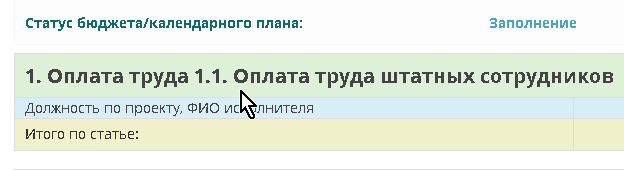 Статус бюджета/календарного плана: Заполнение
1. Оплата труда 1.1. Оплата труда штатных сотрудников
Должность по проекту, ФИО исполнителя
Итого по статье: